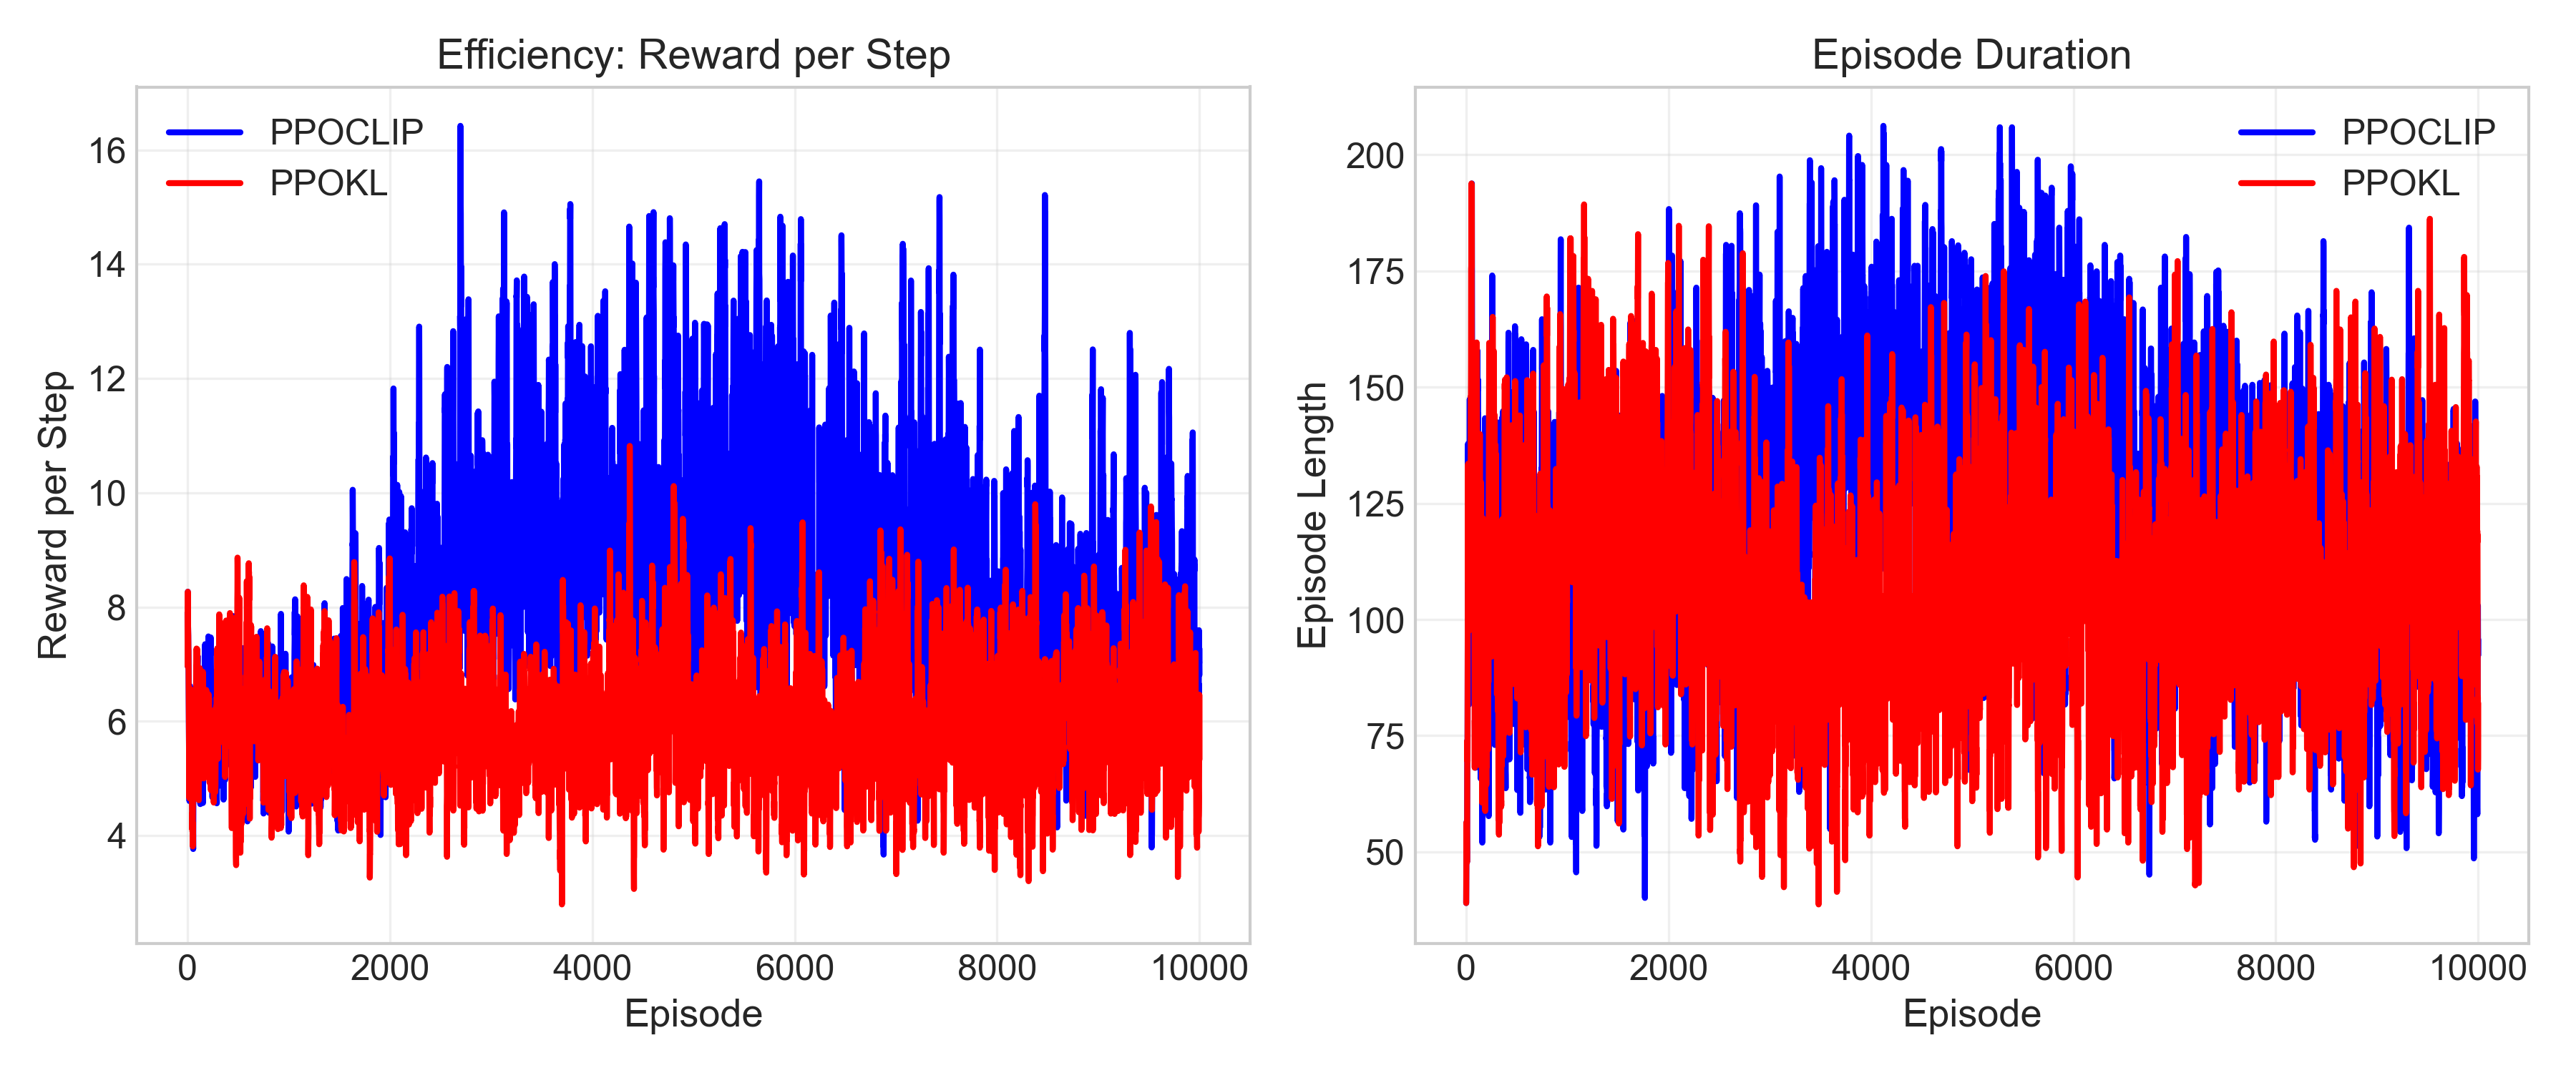 Efficiency: Reward per Step
PPOCLIP
PPOKL
16
14
12
10
8
6
4
Reward per Step
0 2000 4000 6000 8000 10000
Episode
Episode Duration
PPOCLIP
PPOKL
200
175
150
125
100
75
50
Episode Length
0 2000 4000 6000 8000 10000
Episode